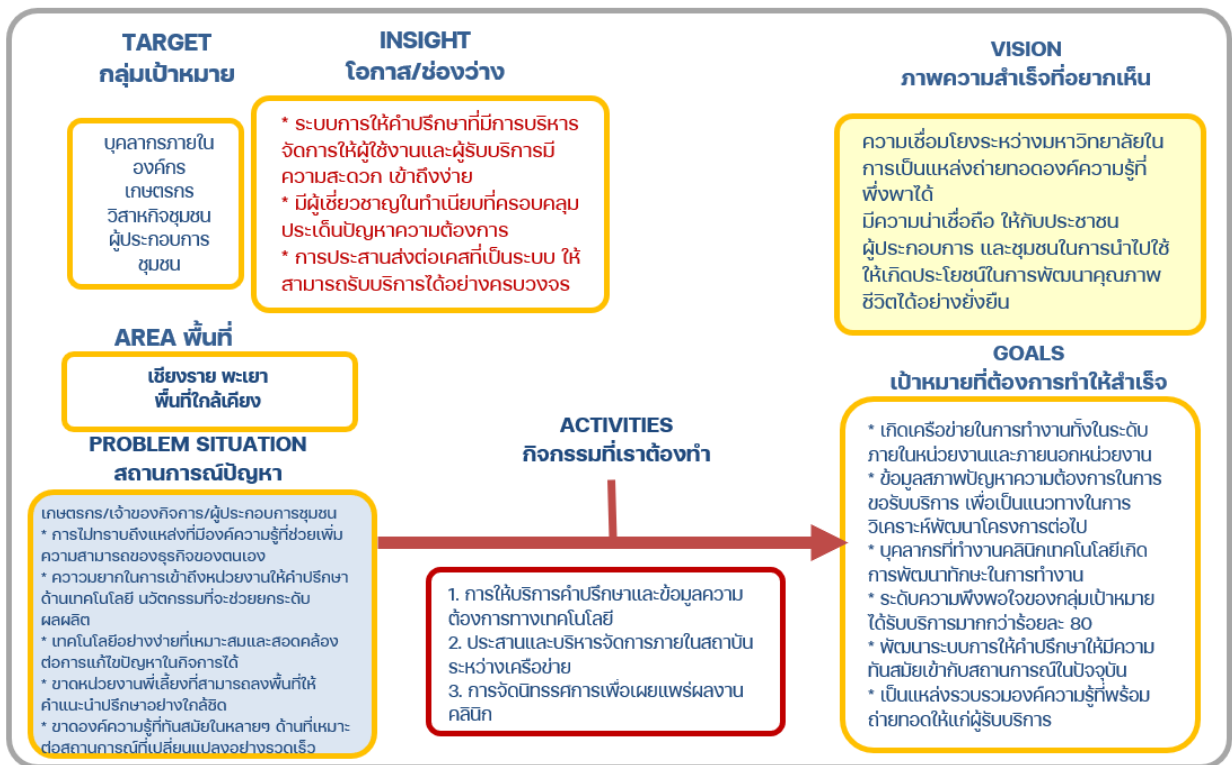 TARGET
กลุ่มเป้าหมาย
บุคลากรภายใน
องค์กร
เกษตรกร
วิสาหกิจชุมชน
ผู้ประกอบการ
ชุมชน
INSIGHT
โอกาส/ช่องว่าง
* ระบบการให้คำปรึกษาที่มีการบริหาร
จัดการให้ผู้ใช้งานและผู้รับบริการมี
ความสะดวก เข้าถึงง่าย
* มีผู้เชี่ยวชาญในทำเนียบที่ครอบคลุม
ประเด็นปัญหาความต้องการ
* การประสานส่งต่อเคสที่เป็นระบบ ให้
สามารถรับบริการได้อย่างครบวงจร
VISION
ภาพความสำเร็จที่อยากเห็น
ความเชื่อมโยงระหว่างมหาวิทยาลัยใน
การเป็นแหล่งถ่ายทอดองค์ความรู้ที่
พึ่งพาได้
มีความน่าเชื่อถือ ให้กับประชาชน
ผู้ประกอบการ และชุมชนในการนำไปใช้
ให้เกิดประโยชน์ในการพัฒนาคุณภาพ
ชีวิตได้อย่างยั่งยืน
AREA พื้นที่
เชียงราย พะเยา
พื้นที่ใกล้เคียง
PROBLEM SITUATION
สถานการณ์ปัญหา
เกษตรกร/เจ้าของกิจการ/ผู้ประกอบการชุมชน
* การไม่ทราบถึงแหล่งที่มีองค์ความรู้ที่ช่วยเพิ่ม
ความสามารถของธุรกิจของตนเอง
* ความวยากในการเข้าถึงหน่วยงานให้คำปรึกษา
ด้านเทคโนโลยี นวัตกรรมที่จะช่วยยกระดับ
ผลผลิต
* เทคโนโลยีอย่างง่ายที่เหมาะสมและสอดคล้อง
ต่อการแก้ไขปัญหาในกิจการได้
* ขาดหน่วยงานพี่เลี้ยงที่สามารถลงพื้นที่ให้
คำแนะนำปรึกษาอย่างใกล้ชิด
* ขาดองค์ความรู้ที่ทันสมัยในหลายๆ ด้านที่เหมาะ
ต่อสถานการณ์ที่เปลี่ยนแปลงอย่างรวดเร็ว
ACTIVITIES
กิจกรรมที่เราต้องทำ
1. การให้บริการคำปรึกษาและข้อมูลความ
ต้องการทางเทคโนโลยี
2. ประสานและบริหารจัดการภายในสถาบัน
ระหว่างเครือข่าย
3. การจัดนิทรรศการเพื่อเผยแพร่ผลงาน
คลินิก
GOALS
เป้าหมายที่ต้องการทำให้สำเร็จ
* เกิดเครือข่ายในการทำงานทั้งในระดับ
ภายในหน่วยงานและภายนอกหน่วยงาน
* ข้อมูลสภาพปัญหาความต้องการในการ
ขอรับบริการ เพื่อเป็นแนวทางในการ
วิเคราะห์พัฒนาโครงการต่อไป
* บุคลากรที่ทำงานคลินิกเทคโนโลยีเกิด
การพัฒนาทักษะในการทำงาน
* ระดับความพึงพอใจของกลุ่มเป้าหมาย
ได้รับบริการมากกว่าร้อยละ 80
* พัฒนาระบบการให้คำปรึกษาให้มีความ
ทันสมัยเข้ากับสถานการณ์ในปัจจุบัน
* เป็นแหล่งรวบรวมองค์ความรู้ที่พร้อม
ถ่ายทอดให้แก่ผู้รับบริการ